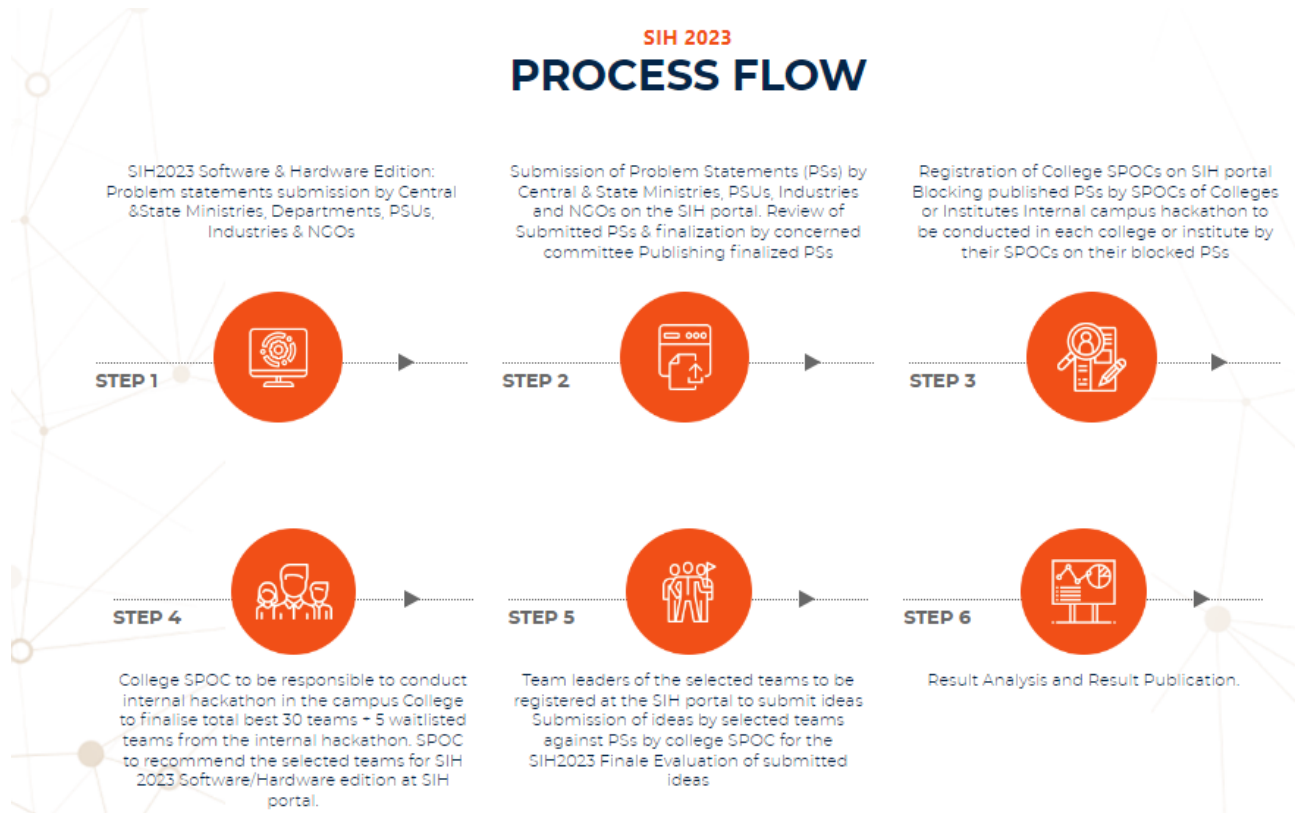 SIH 2023
PROCESS FLOW
SIH2023 Software & Hardware Edition:
Problem statements submission by Central
&State Ministries, Departments, PSUs,
Industries & NGOs
STEP 1
Submission of Problem Statements (PSs) by
Central & State Ministries, PSUs, Industries
and NGOs on the SIH portal. Review of
Submitted PSs & finalization by concerned
committee Publishing finalized PSs
STEP 2
Registration of College SPOCs on SIH portal
Blocking published PSs by SPOCs of Colleges
or Institutes Internal campus hackathon to
be conducted in each college or institute by
their SPOCs on their blocked PSs
STEP 3
STEP 4
College SPOC to be responsible to conduct
internal hackathon in the campus College
to finalise total best 30 teams + 5 waitlisted
teams from the internal hackathon. SPOC
to recommend the selected teams for SIH
2023 Software/Hardware edition at SIH
portal.
STEP 5
Team leaders of the selected teams to be
registered at the SIH portal to submit ideas
Submission of ideas by selected teams
against PSs by college SPOC for the
SIH2023 Finale Evaluation of submitted
ideas
STEP 6
Result Analysis and Result Publication.